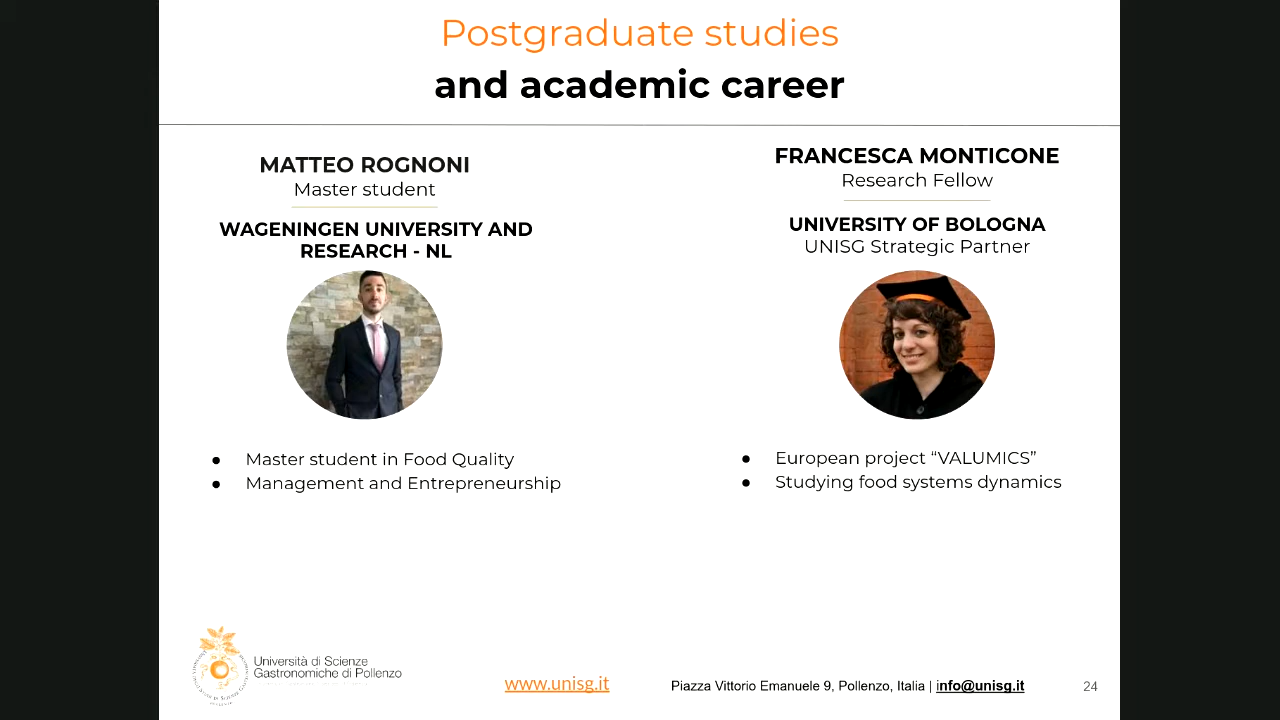 Postgraduate studies
and academic career
MATTEO ROGNONI
Master student
WAGENINGEN UNIVERSITY AND
RESEARCH - NL
● Master student in Food Quality
● Management and Entrepreneurship
FRANCESCA MONTICONE
Research Fellow
UNIVERSITY OF BOLOGNA
UNISG Strategic Partner
● European project “VALUMICS”
● Studying food systems dynamics
Università di Scienze
Gastronomiche di Pollenzo
www.unisg.it
Piazza Vittorio Emanuele 9, Pollenzo, Italia | info@unisg.it
24